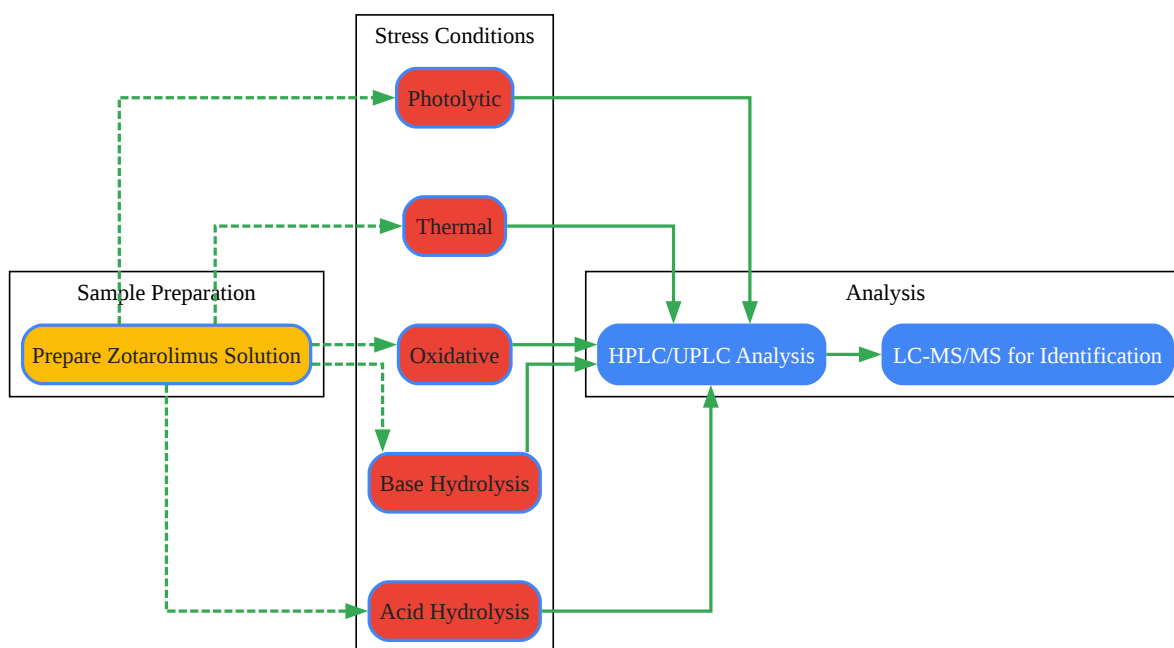 Stress Conditions
Photolytic
Thermal
Sample Preparation
Analysis
Prepare Zotarolimus Solution
Oxidative
HPLC/UPLC Analysis
LC-MS/MS for Identification
Base Hydrolysis
Acid Hydrolysis